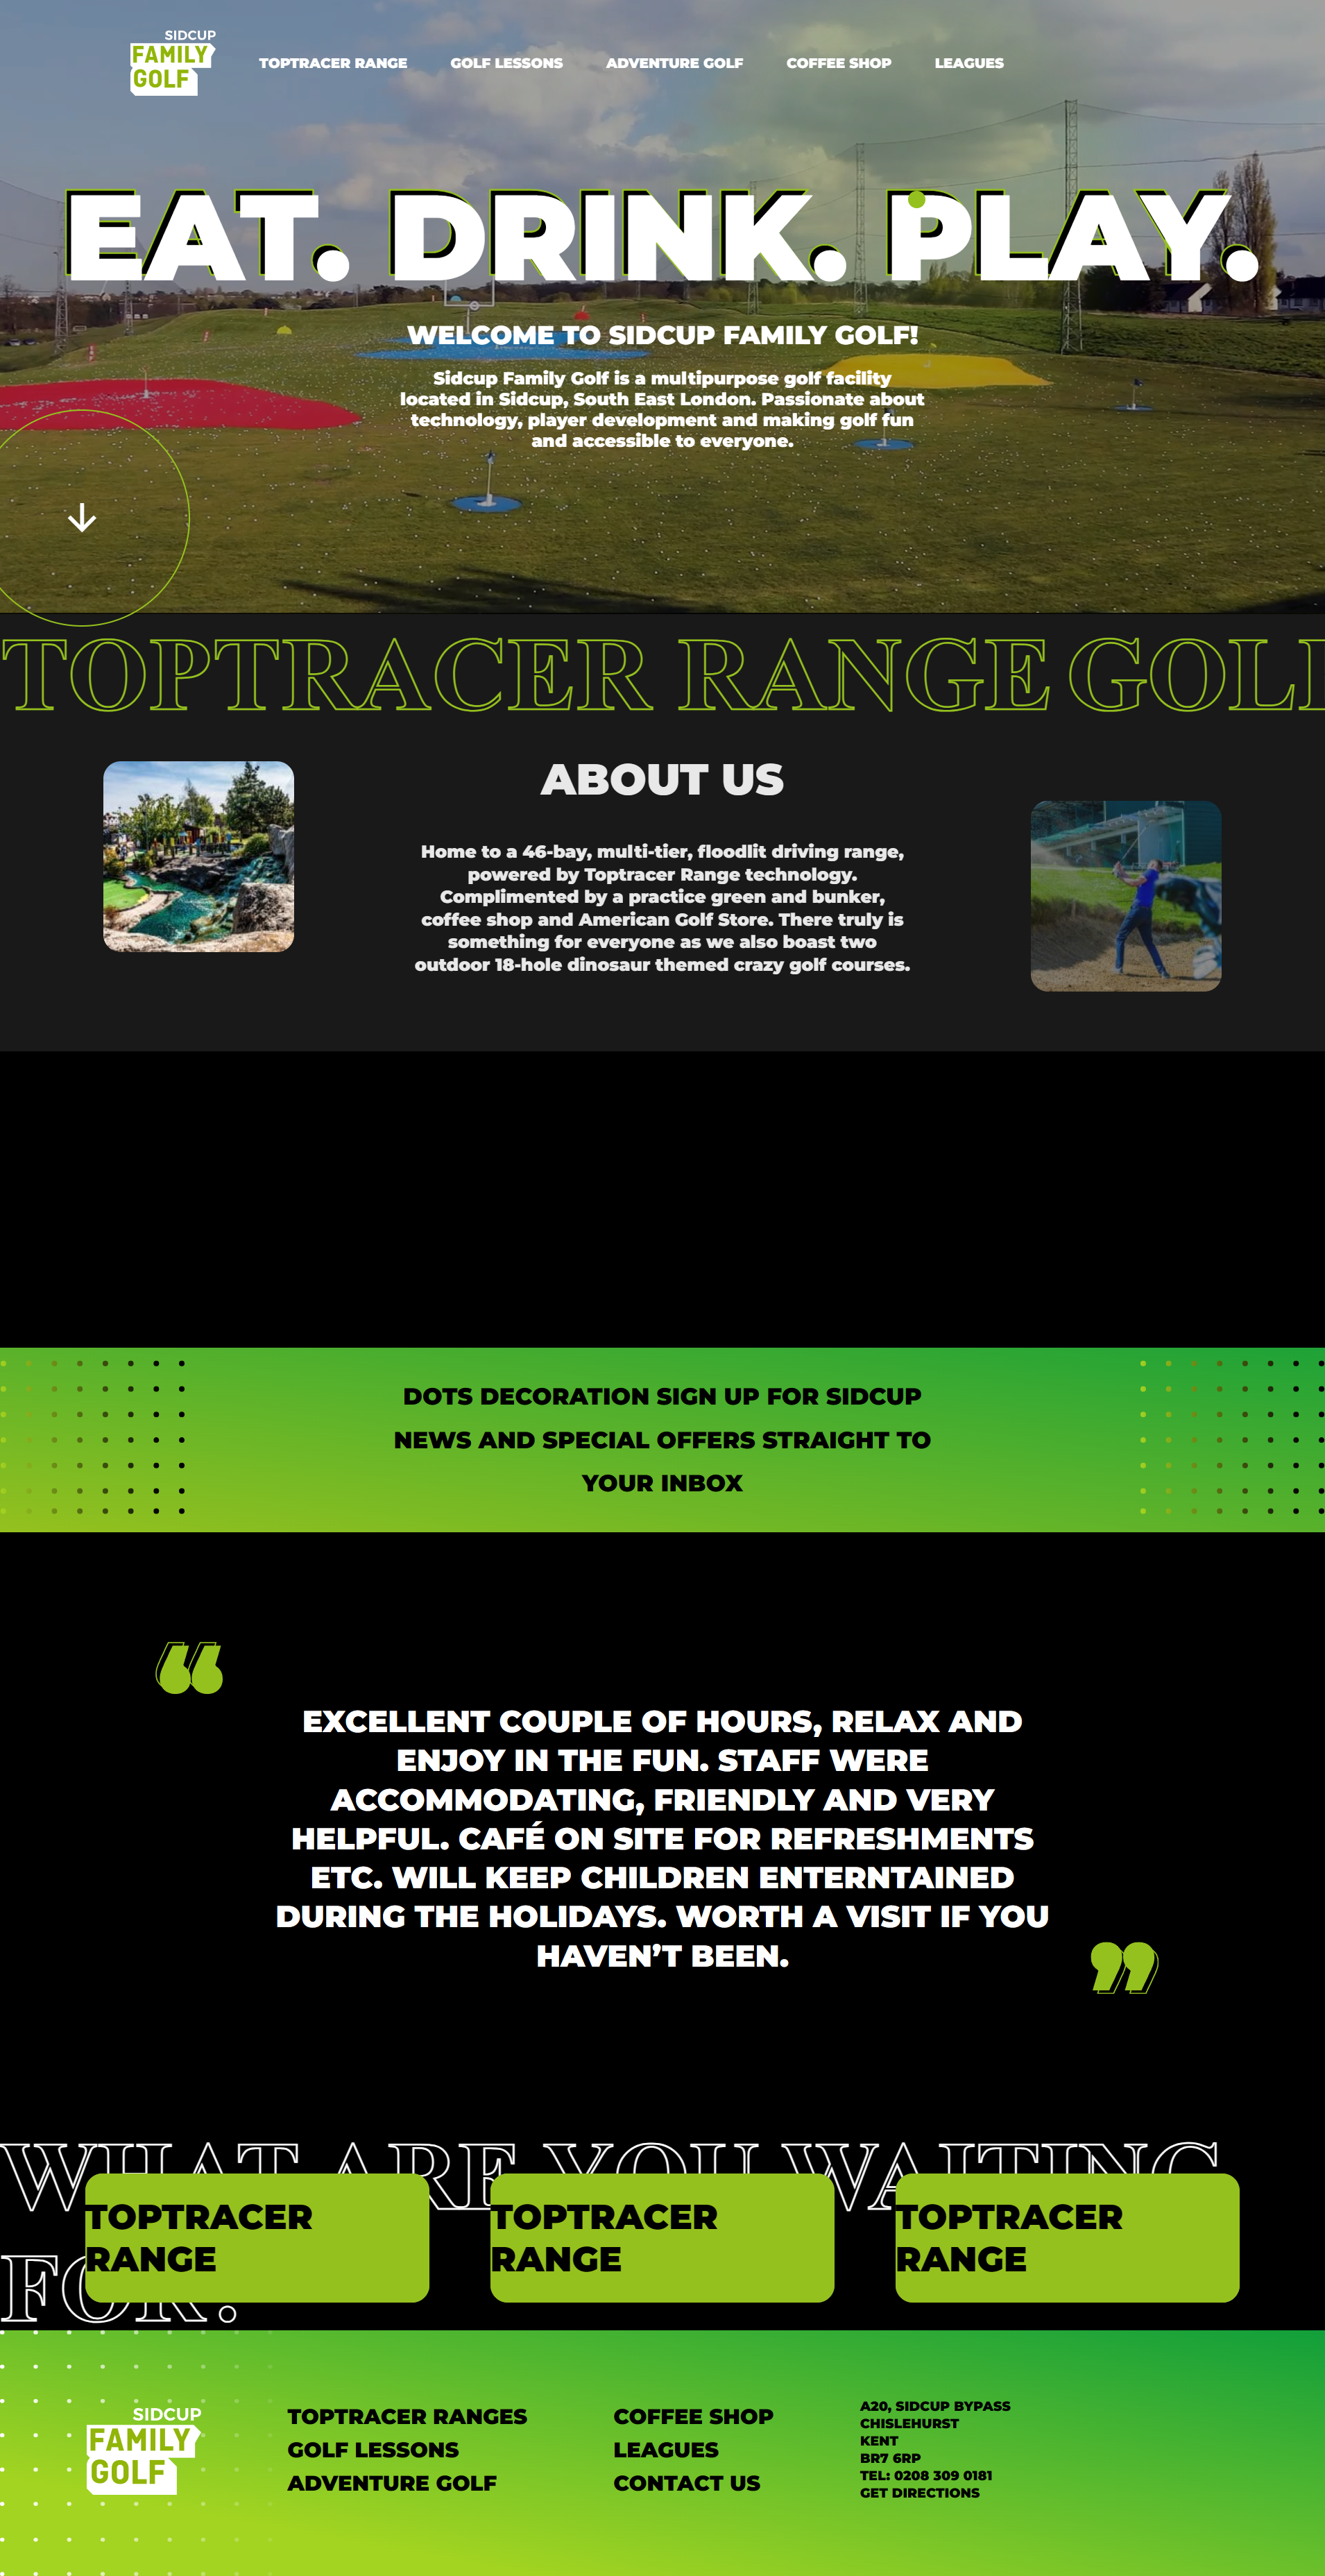 SIDCUP
FAMILY
GOLF
TOPTRACER RANGE
GOLF LESSONS
ADVENTURE GOLF
COFFEE SHOP
LEAGUES
EAT. DRINK. PLAY.
WELCOME TO SIDCUP FAMILY GOLF!
Sidcup Family Golf is a multipurpose golf facility
located in Sidcup, South East London. Passionate about
technology, player development and making golf fun
and accessible to everyone.
TOPTRACER RANGE GOL
ABOUT US
Home to a 46-bay, multi-tier, floodlit driving range,
powered by Toptracer Range technology.
Complimented by a practice green and bunker,
coffee shop and American Golf Store. There truly is
something for everyone as we also boast two
outdoor 18-hole dinosaur themed crazy golf courses.
DOTS DECORATION SIGN UP FOR SIDCUP
NEWS AND SPECIAL OFFERS STRAIGHT TO
YOUR INBOX
“
EXCELLENT COUPLE OF HOURS, RELAX AND
ENJOY IN THE FUN. STAFF WERE
ACCOMMODATING, FRIENDLY AND VERY
HELPFUL. CAFÉ ON SITE FOR REFRESHMENTS
ETC. WILL KEEP CHILDREN ENTERNTAINED
DURING THE HOLIDAYS. WORTH A VISIT IF YOU
HAVEN’T BEEN.
”
WHAT ARE YOU WAITING
FOR?
TOPTRACER
RANGE
TOPTRACER
RANGE
TOPTRACER
RANGE
SIDCUP
FAMILY
GOLF
TOPTRACER RANGES
GOLF LESSONS
ADVENTURE GOLF
COFFEE SHOP
LEAGUES
CONTACT US
A20, SIDCUP BYPASS
CHISLEHURST
KENT
BR7 6RP
TEL: 0208 309 0181
GET DIRECTIONS